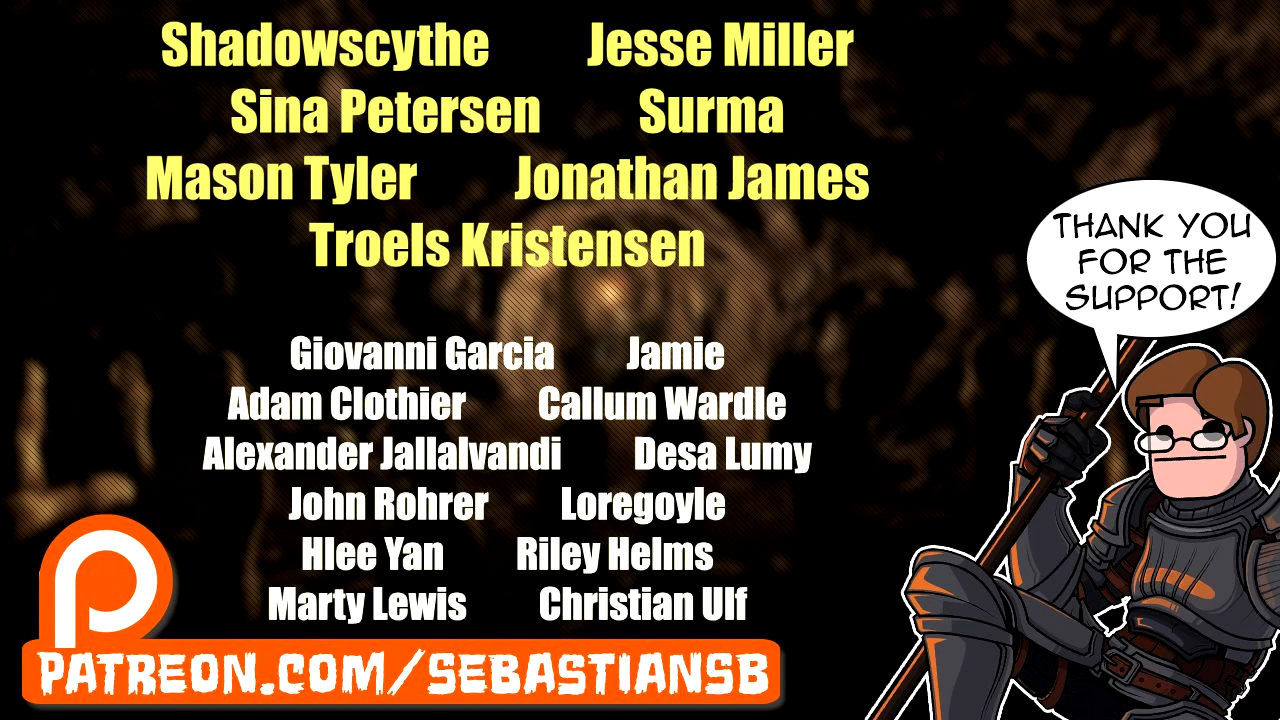 Shadowscythe Jesse Miller
Sina Petersen Surma
Mason Tyler Jonathan James
Troels Kristensen
Giovanni Garcia Jamie
Adam Clothier Callum Wardle
Alexander Jallalvandi Desa Lumy
John Rohrer Loregoyle
Hlee Yan Riley Helms
Marty Lewis Christian Ulf
PATREON.COM/SEBASTIANSB
THANK YOU
FOR THE
SUPPORT!